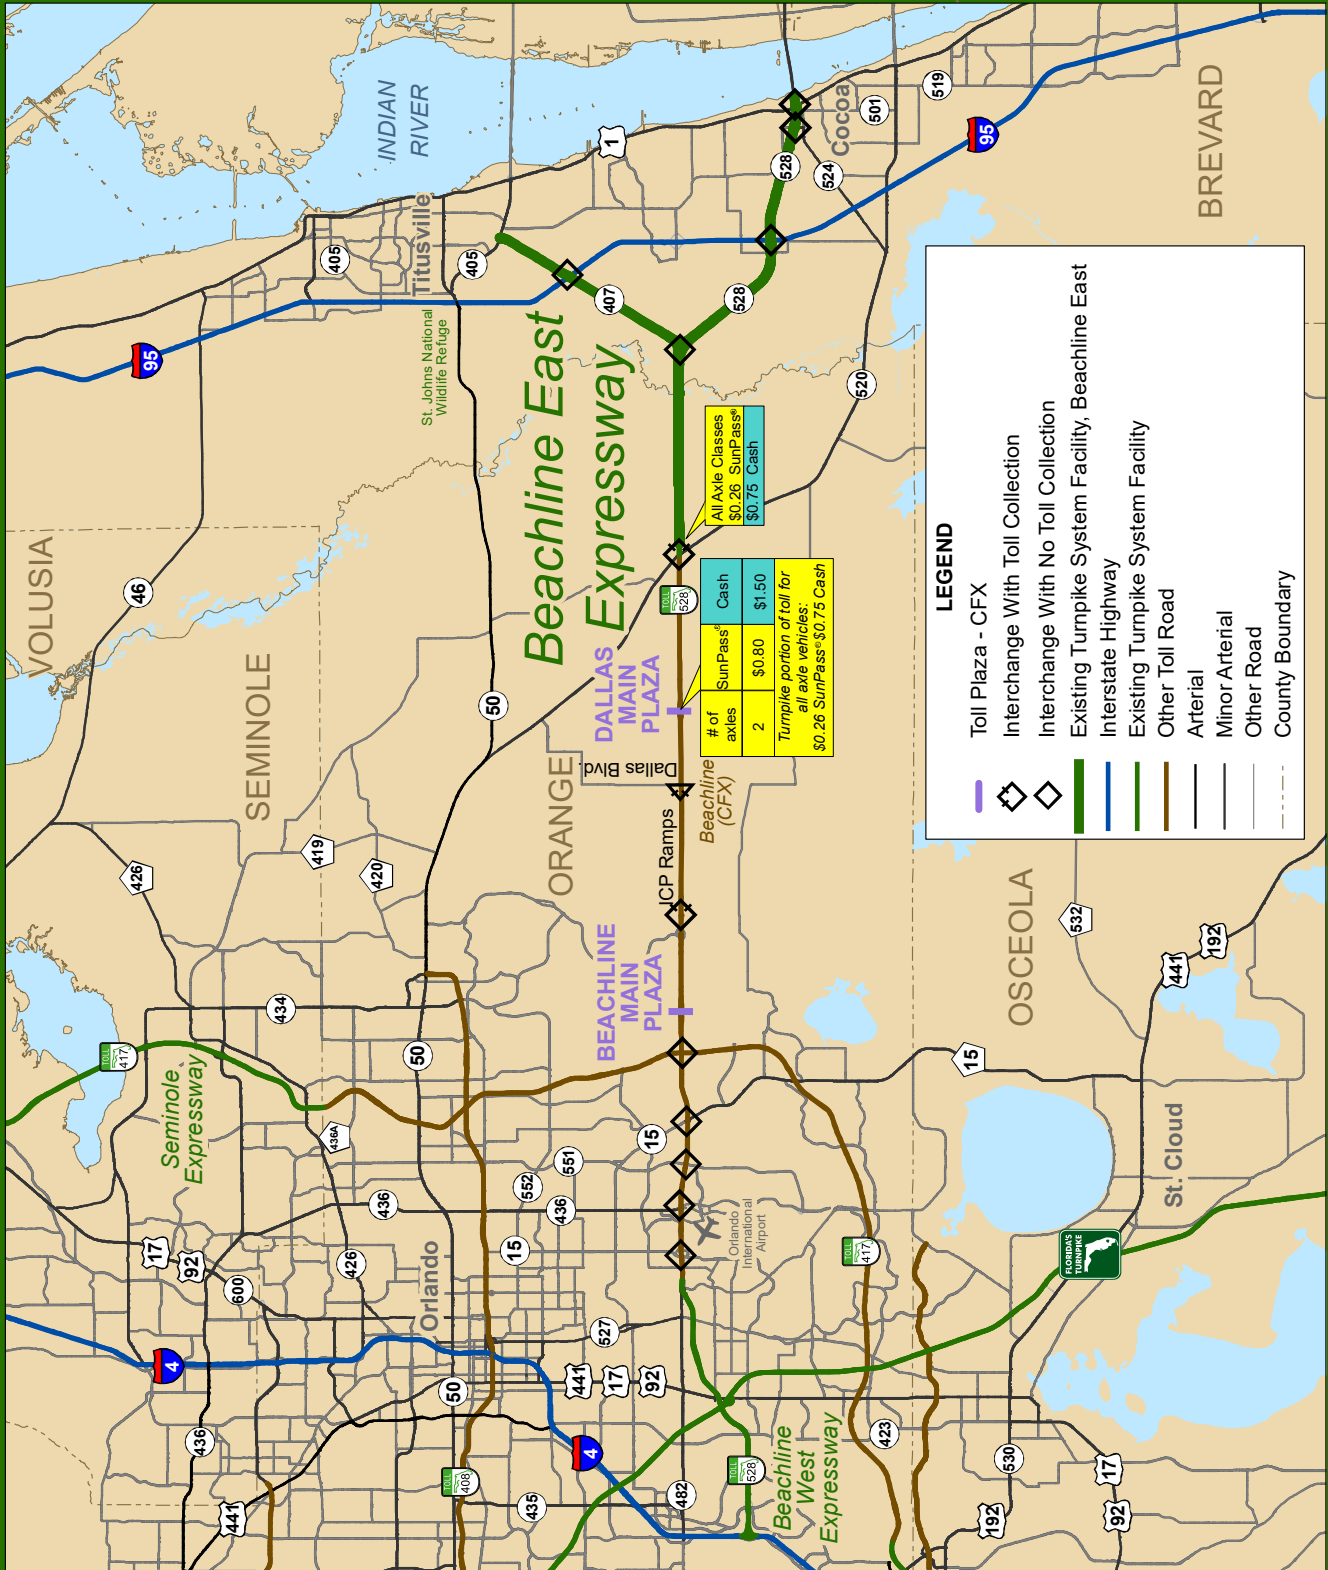 VOLUSIA
SEMINOLE
ORANGE
OSCEOLA
BREVARD
INDIAN
RIVER
Titusville
Cocoa
Orlando
St. Cloud
St. Johns National
Wildlife Refuge
Beachline East
Expressway
Seminole
Expressway
Beachline
West
Expressway
Beachline
(CFX)
BEACHLINE
MAIN
PLAZA
DALLAS
MAIN
PLAZA
ICP Ramps
Dallas Blvd.
Orlando
International
Airport
FLORIDA'S
TURNPIKE
# of
axles
SunPass®
Cash
2
$0.80
$1.50
Turnpike portion of toll for
all axle vehicles:
$0.26 SunPass® $0.75 Cash
All Axle Classes
$0.26 SunPass®
$0.75 Cash
LEGEND
Toll Plaza - CFX
Interchange With Toll Collection
Interchange With No Toll Collection
Existing Turnpike System Facility, Beachline East
Interstate Highway
Existing Turnpike System Facility
Other Toll Road
Arterial
Minor Arterial
Other Road
County Boundary
95
46
405
405
407
1
528
528
524
501
519
95
520
50
426
419
420
434
TOLL
417
50
436A
436
17
92
600
426
4
436
441
50
TOLL
408
435
4
482
441
17
92
527
15
552
436
551
15
TOLL
528
TOLL
528
TOLL
417
423
530
192
17
92
15
532
441
192